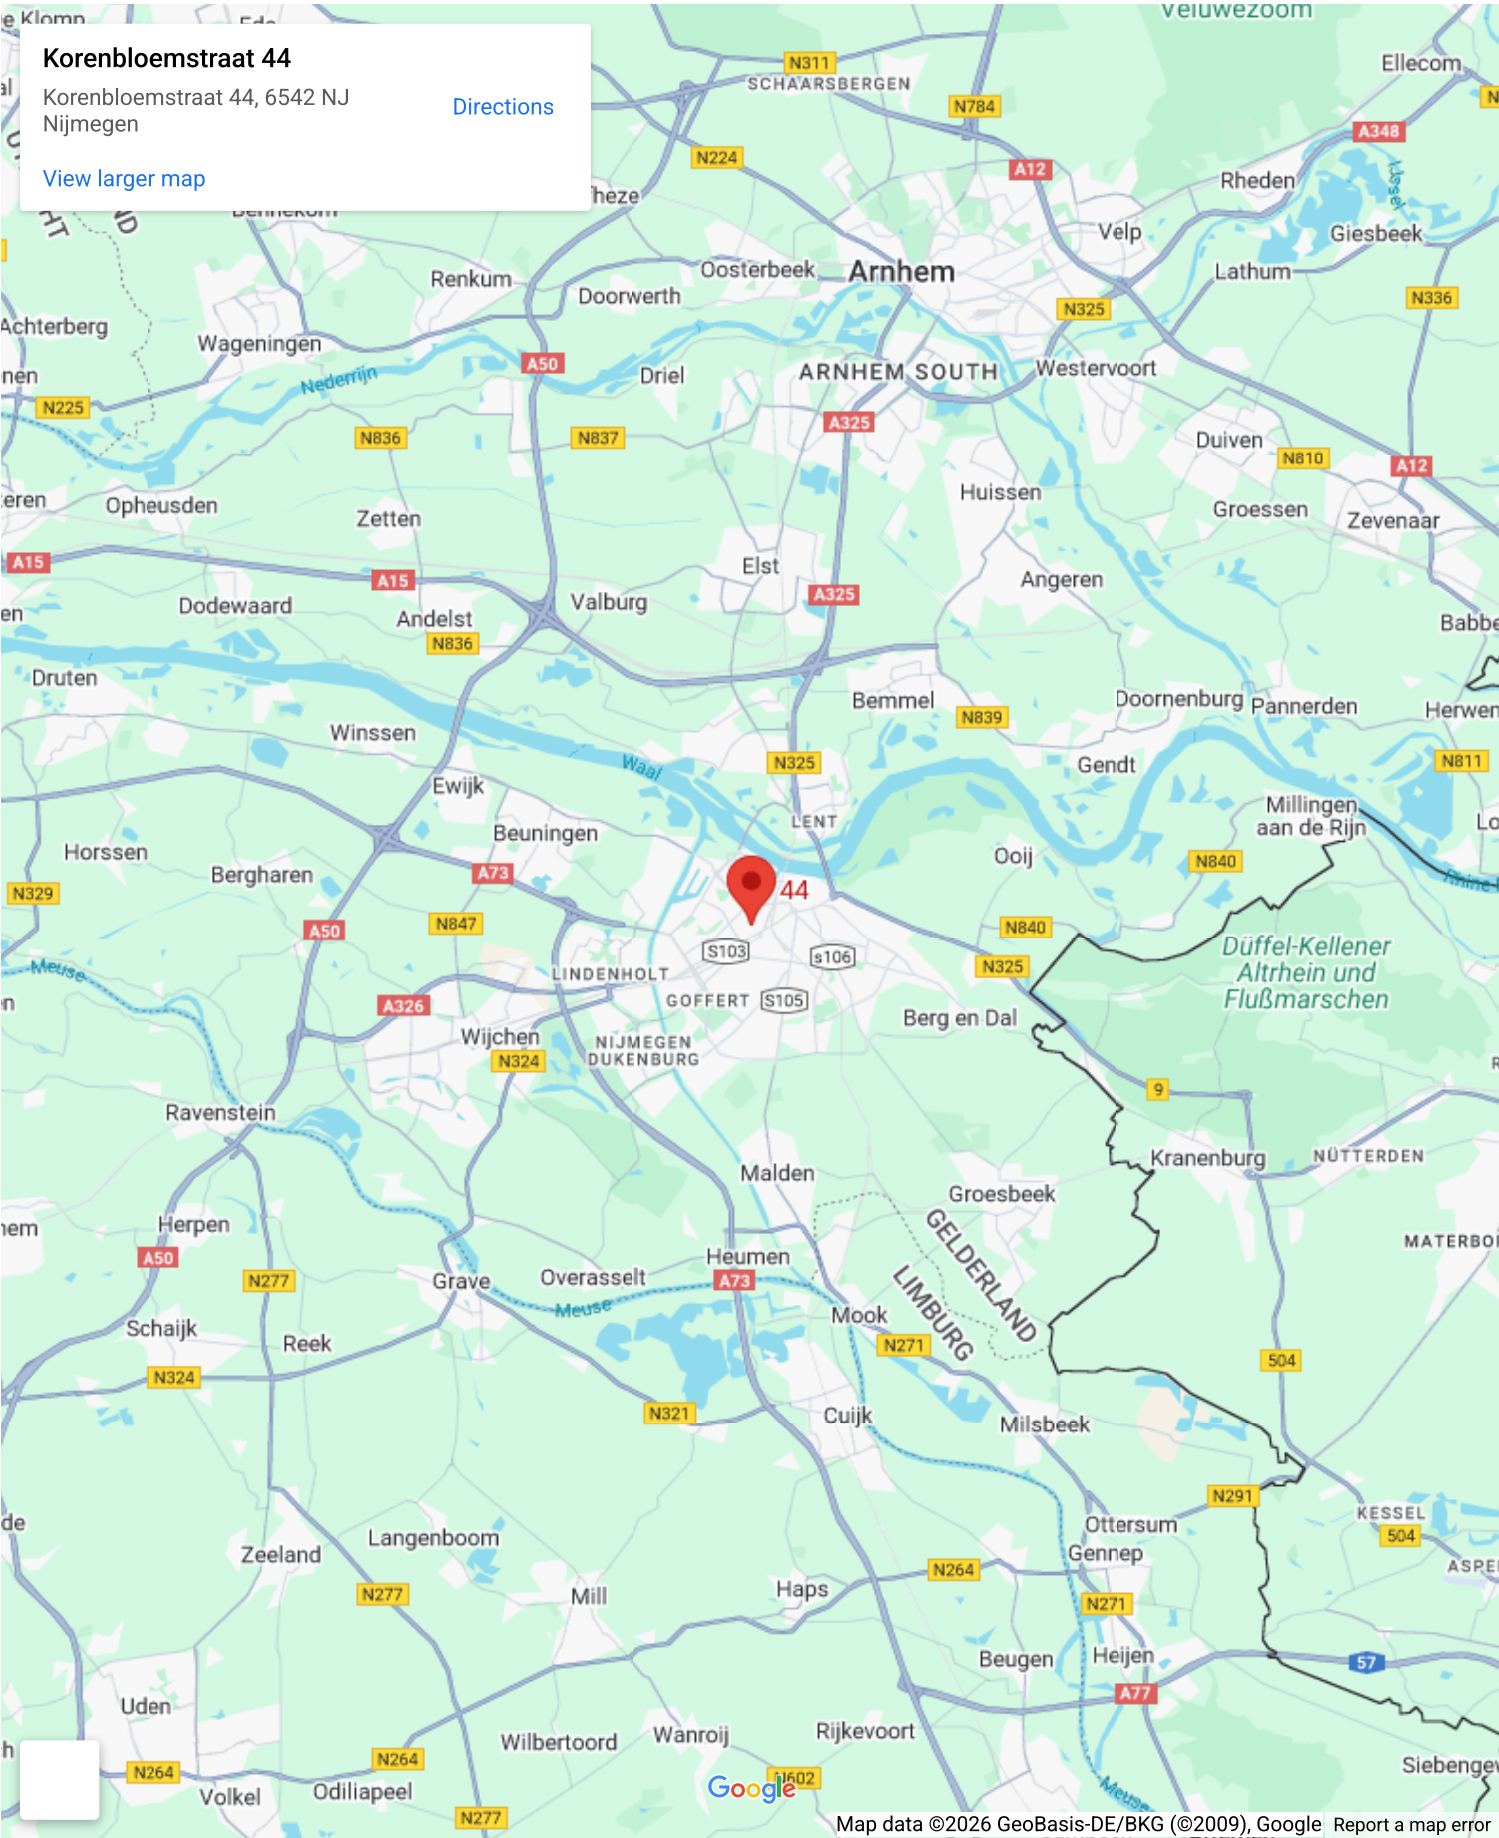 Veluwezoom
Korenbloemstraat 44
Korenbloemstraat 44, 6542 NJ
Nijmegen
Directions
View larger map
N311
SCHAARSBERGEN
Ellecom
N784
A348
N224
A12
Rheden
IJssel
Velp
Giesbeek
Renkum
Oosterbeek
Arnhem
Lathum
Doorwerth
N325
N336
Achterberg
Wageningen
A50
Nederrijn
Driel
ARNHEM SOUTH
Westervoort
N225
N836
N837
A325
Duiven
N810
A12
Opheusden
Zetten
Huissen
Groessen
Zevenaar
A15
A15
Elst
Angeren
A325
Dodewaard
Andelst
Valburg
N836
Druten
Bemmel
Doornenburg
Pannerden
N839
Winssen
Waal
N325
Gendt
N811
Ewijk
Millingen
aan de Rijn
LENT
Beuningen
Horssen
Bergharen
A73
Ooij
N840
N329
44
N847
A50
N840
S103
s106
N325
Düffel-Kellener
Altrhein und
Flußmarschen
Meuse
LINDENHOLT
GOFFERT
S105
A326
Berg en Dal
Wijchen
N324
NIJMEGEN
DUKENBURG
9
Ravenstein
Kranenburg
NÜTTERDEN
Malden
Groesbeek
Herpen
GELDERLAND
A50
N277
Heumen
Grave
Overasselt
A73
LIMBURG
Meuse
Mook
Schaijk
Reek
N271
504
N324
N321
Cuijk
Milsbeek
N291
KESSEL
504
Ottersum
Gennep
Langenboom
Zeeland
N277
Mill
Haps
N264
N271
Beugen
Heijen
57
A77
Uden
Wilbertoord
Wanroij
Rijkevoort
N264
N264
Odiliapeel
Volkel
N602
Google
N277
Meuse
Map data ©2026 GeoBasis-DE/BKG (©2009), Google
Report a map error